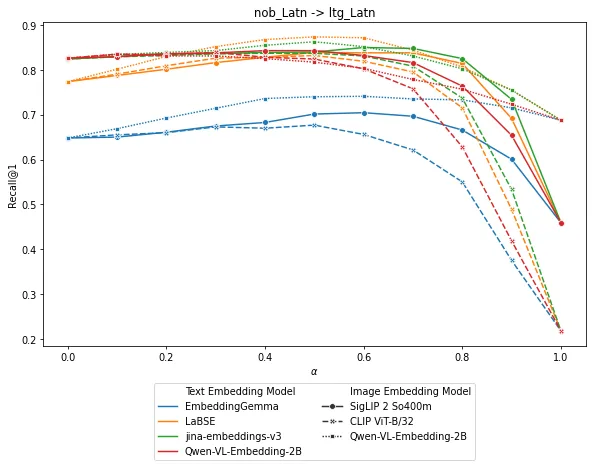 nob_Latn -> ltg_Latn
Recall@1
0.9
0.8
0.7
0.6
0.5
0.4
0.3
0.2
0.0 0.2 0.4 0.6 0.8 1.0
α
Text Embedding Model
EmbeddingGemma
LaBSE
jina-embeddings-v3
Qwen-VL-Embedding-2B
Image Embedding Model
SigLIP 2 So400m
CLIP ViT-B/32
Qwen-VL-Embedding-2B